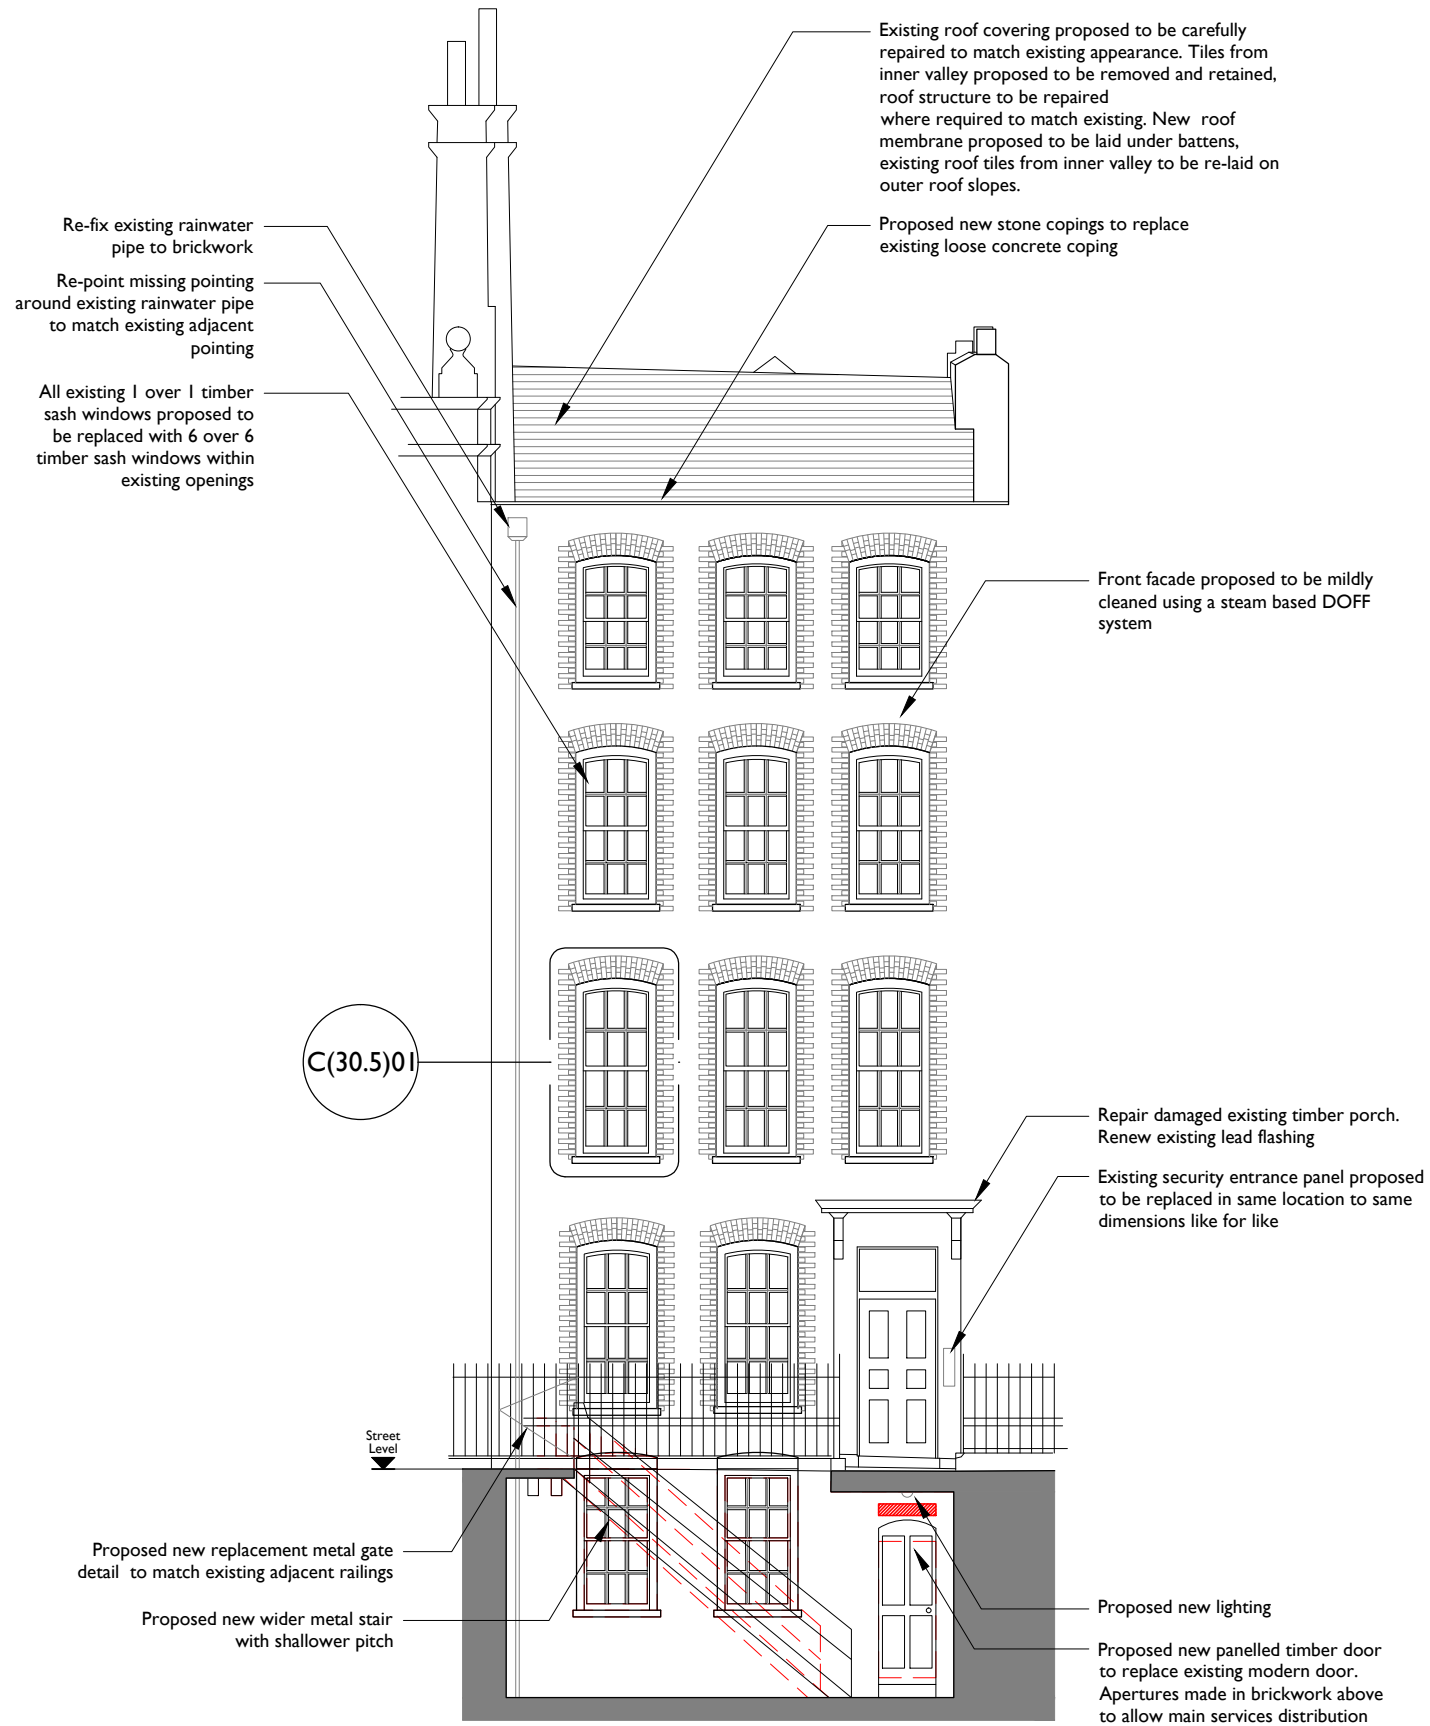 Existing roof covering proposed to be carefully
repaired to match existing appearance. Tiles from
inner valley proposed to be removed and retained,
roof structure to be repaired
where required to match existing. New roof
membrane proposed to be laid under battens,
existing roof tiles from inner valley to be re-laid on
outer roof slopes.
Proposed new stone copings to replace
existing loose concrete coping
Re-fix existing rainwater
pipe to brickwork
Re-point missing pointing
around existing rainwater pipe
to match existing adjacent
pointing
All existing 1 over 1 timber
sash windows proposed to
be replaced with 6 over 6
timber sash windows within
existing openings
Front facade proposed to be mildly
cleaned using a steam based DOFF
system
C(30.5)01
Repair damaged existing timber porch.
Renew existing lead flashing
Existing security entrance panel proposed
to be replaced in same location to same
dimensions like for like
Street
Level
Proposed new replacement metal gate
detail to match existing adjacent railings
Proposed new wider metal stair
with shallower pitch
Proposed new lighting
Proposed new panelled timber door
to replace existing modern door.
Apertures made in brickwork above
to allow main services distribution